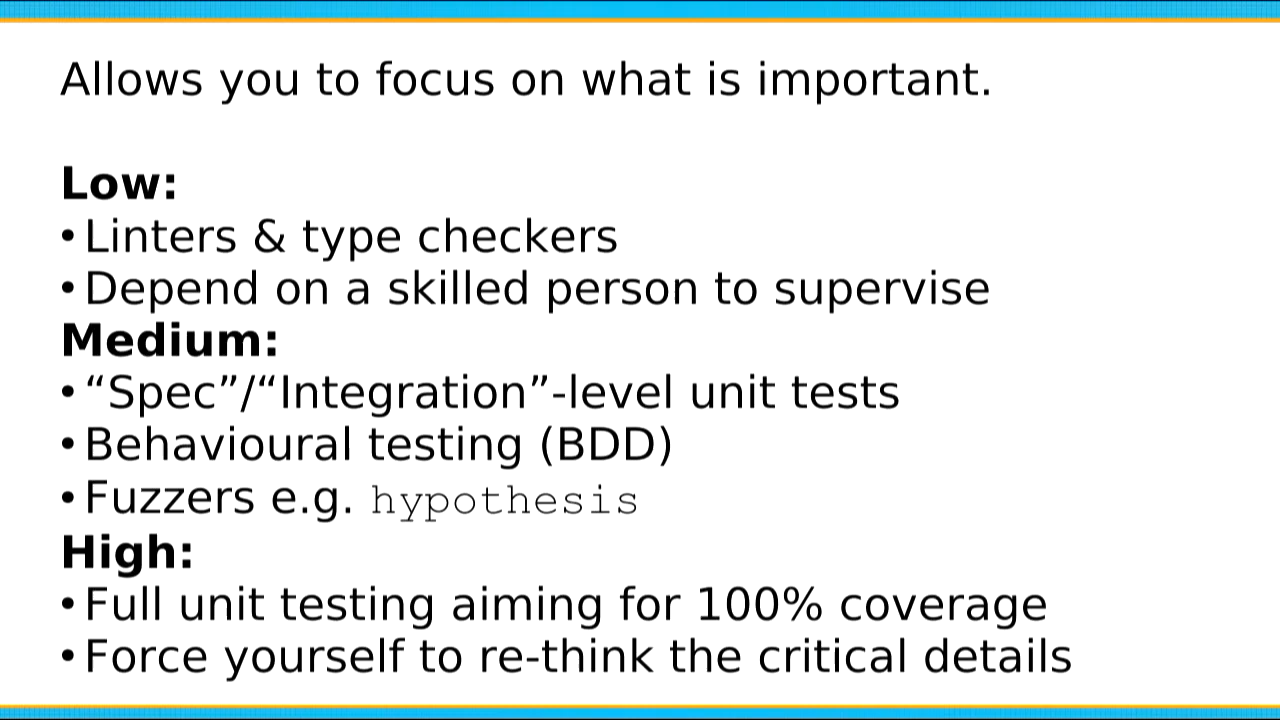 Allows you to focus on what is important.
Low:
•Linters & type checkers
•Depend on a skilled person to supervise
Medium:
•“Spec”/“Integration”-level unit tests
•Behavioural testing (BDD)
•Fuzzers e.g. hypothesis
High:
•Full unit testing aiming for 100% coverage
•Force yourself to re-think the critical details